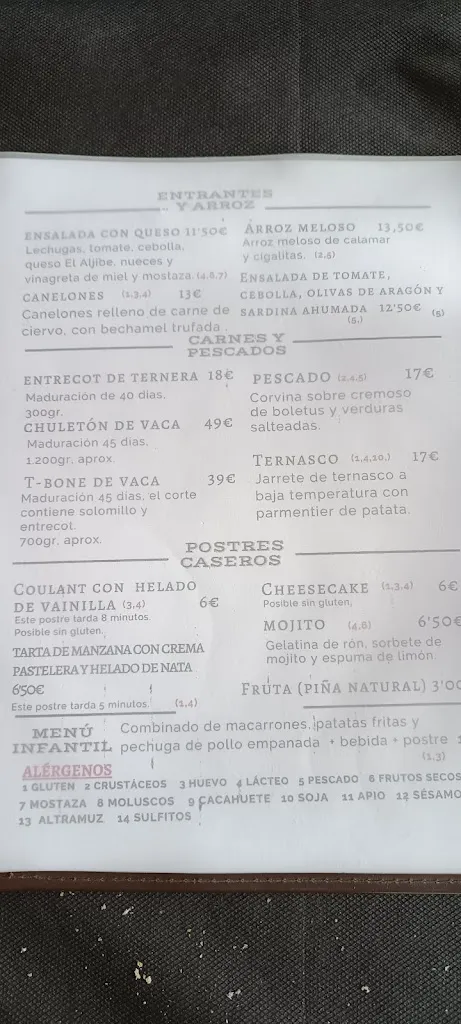 ENTRANTES
Y ARROZ
ENSALADA CON QUESO 11'50€
Lechugas, tomate, cebolla,
queso El Aljibe, nueces y
vinagreta de miel y mostaza. (4,6,7)
CANELONES (1,3,4) 13€
Canelones relleno de carne de
ciervo, con bechamel trufada .
ARROZ MELOSO 13,50€
Arroz meloso de calamar
y cigalitas. (2,5)
ENSALADA DE TOMATE,
CEBOLLA, OLIVAS DE ARAGÓN Y
SARDINA AHUMADA 12'50€ (5)
(5,)
CARNES Y
PESCADOS
ENTRECOT DE TERNERA 18€
Maduración de 40 dias,
300gr.
CHULETÓN DE VACA 49€
Maduración 45 dias,
1.200gr, aprox.
T-BONE DE VACA 39€
Maduración 45 dias, el corte
contiene solomillo y
entrecot.
700gr, aprox.
PESCADO (2,4,5) 17€
Corvina sobre cremoso
de boletus y verduras
salteadas.
TERNASCO (1,4,10,) 17€
Jarrete de ternasco a
baja temperatura con
parmentier de patata.
POSTRES
CASEROS
COULANT CON HELADO
DE VAINILLA (3,4) 6€
Este postre tarda 8 minutos.
Posible sin gluten,
TARTA DE MANZANA CON CREMA
PASTELERA Y HELADO DE NATA
6'50€
Este postre tarda 5 minutos. (1,4)
CHEESECAKE (1,3,4) 6€
Posible sin gluten,
MOJITO (4,8) 6'50€
Gelatina de rón, sorbete de
mojito y espuma de limón.
FRUTA (PIÑA NATURAL) 3'00
MENÚ
INFANTIL
Combinado de macarrones, patatas fritas y
pechuga de pollo empanada + bebida + postre
(1,3)
ALÉRGENOS
1 GLUTEN 2 CRUSTÁCEOS 3 HUEVO 4 LÁCTEO 5 PESCADO 6 FRUTOS SECOS
7 MOSTAZA 8 MOLUSCOS 9 CACAHUETE 10 SOJA 11 APIO 12 SÉSAMO
13 ALTRAMUZ 14 SULFITOS